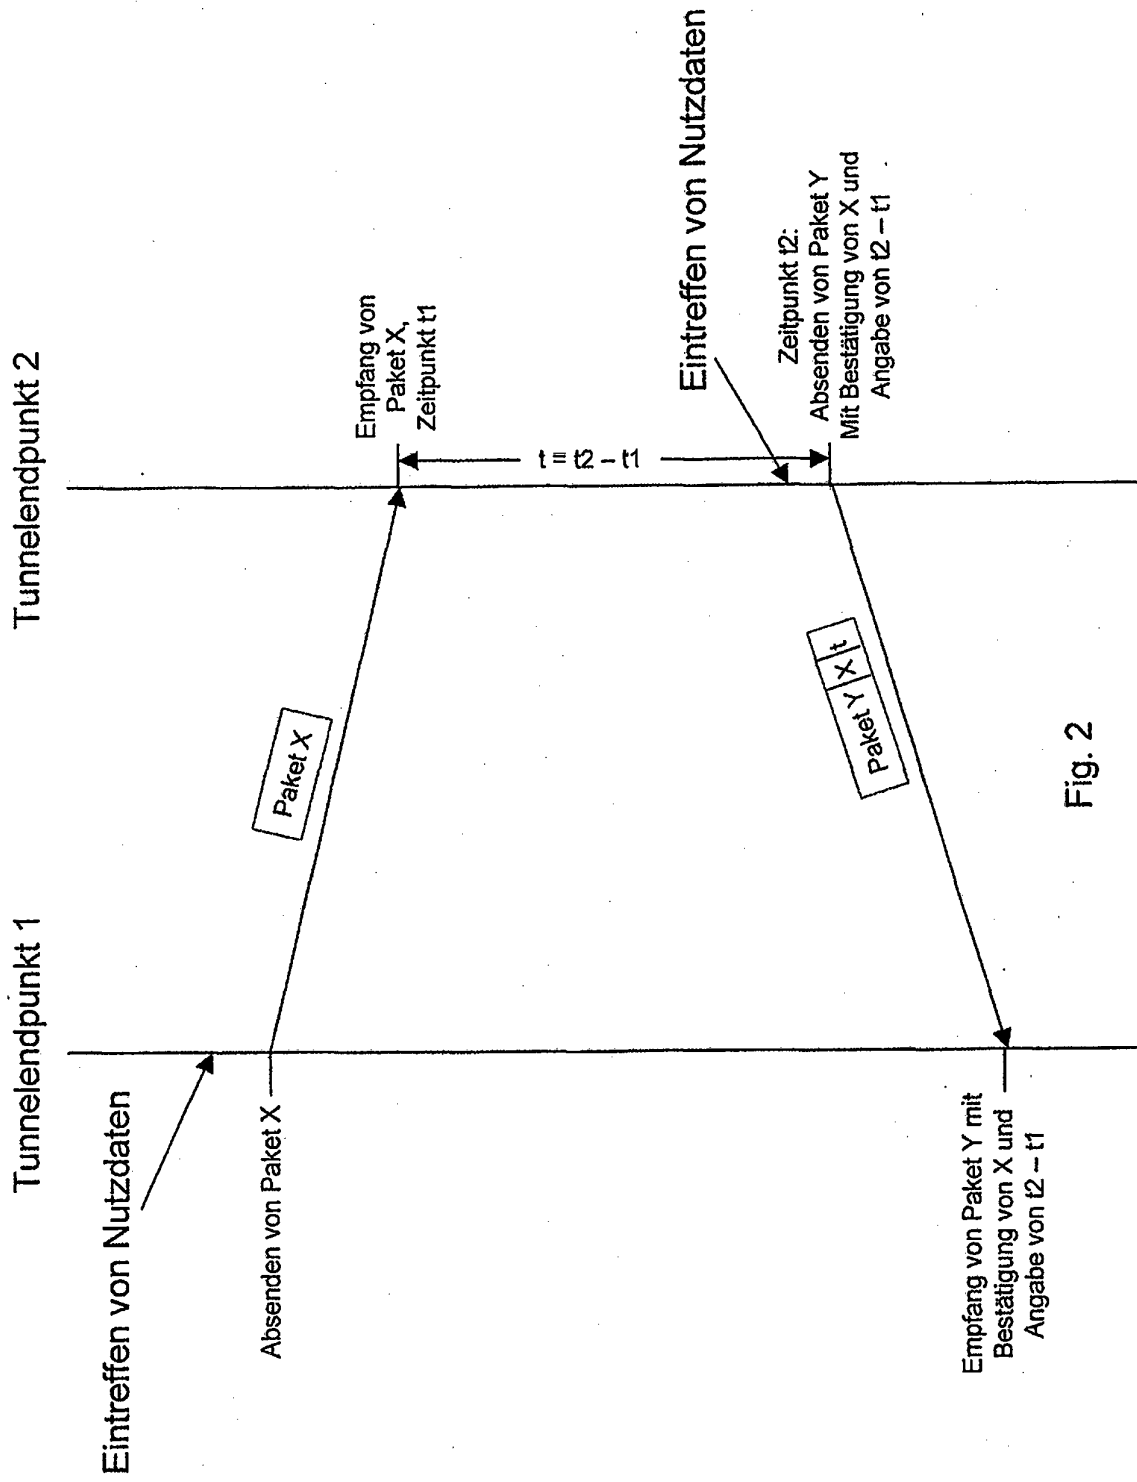 Tunnelendpunkt 1
Tunnelendpunkt 2
Eintreffen von Nutzdaten
Absenden von Paket X
Paket X
Empfang von
Paket X,
Zeitpunkt t1
t = t2 – t1
Eintreffen von Nutzdaten
Zeitpunkt t2:
Absenden von Paket Y
Mit Bestätigung von X und
Angabe von t2 – t1
Paket Y X t
Empfang von Paket Y mit
Bestätigung von X und
Angabe von t2 – t1
Fig. 2